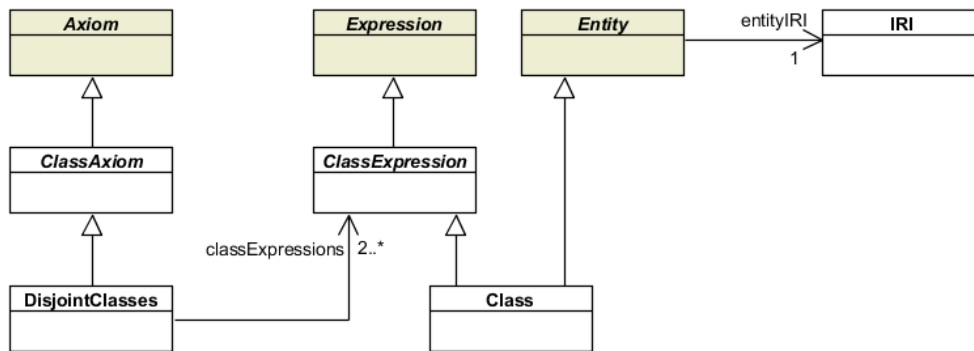 Axiom
Expression
Entity
entityIRI
1
IRI
ClassAxiom
ClassExpression
classExpressions
2..*
DisjointClasses
Class